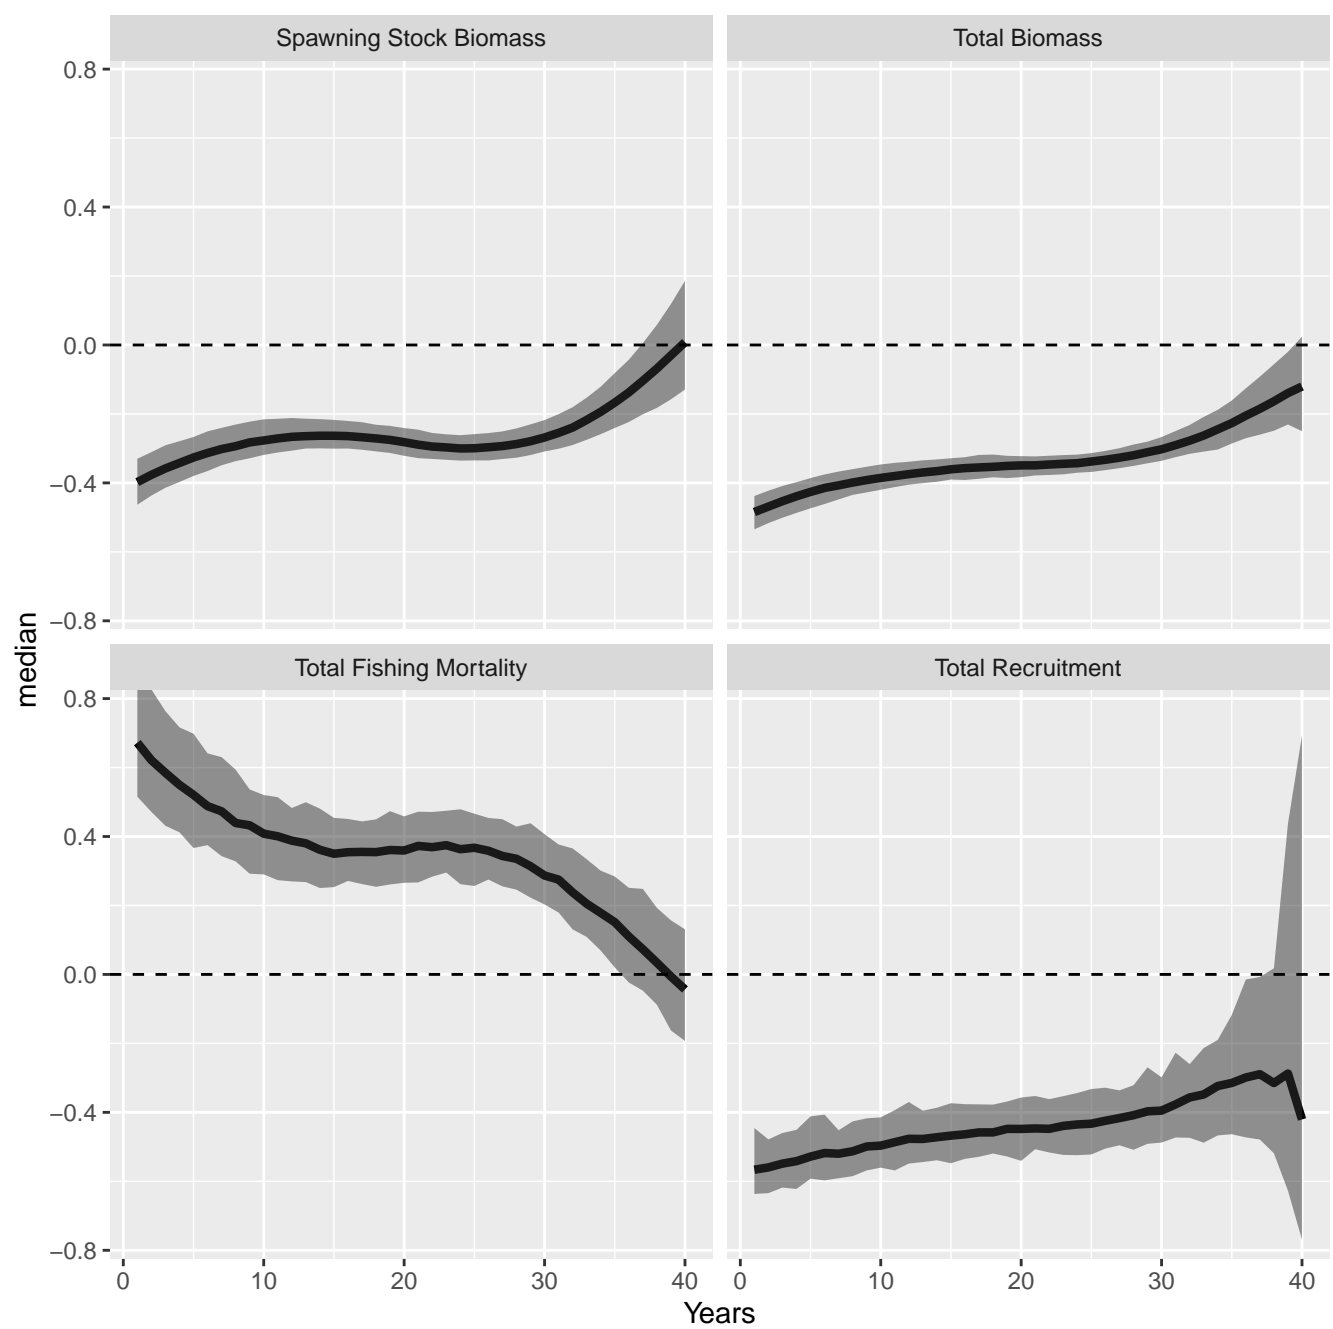 Spawning Stock Biomass
Total Biomass
0.8
0.4
0.0
−0.4
−0.8
median
Total Fishing Mortality
Total Recruitment
0.8
0.4
0.0
−0.4
−0.8
0 10 20 30 40
0 10 20 30 40
Years